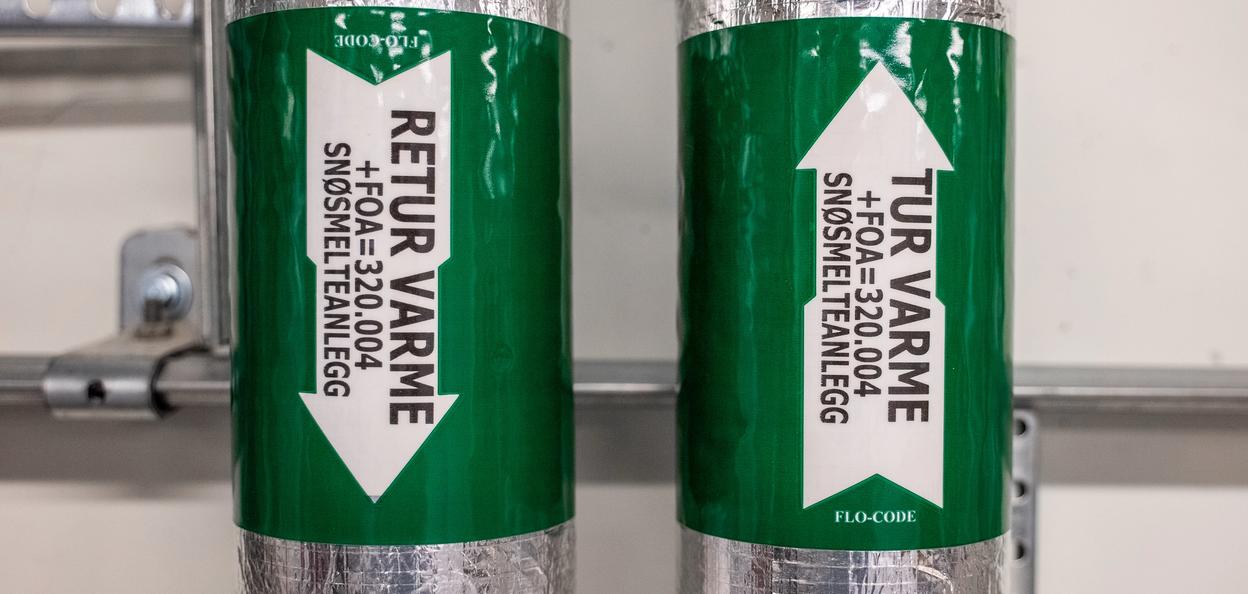 FLO-CODE
RETUR VARME
+FOA=320.004
SNØSMELTEANLEGG
TUR VARME
+FOA=320.004
SNØSMELTEANLEGG
FLO-CODE